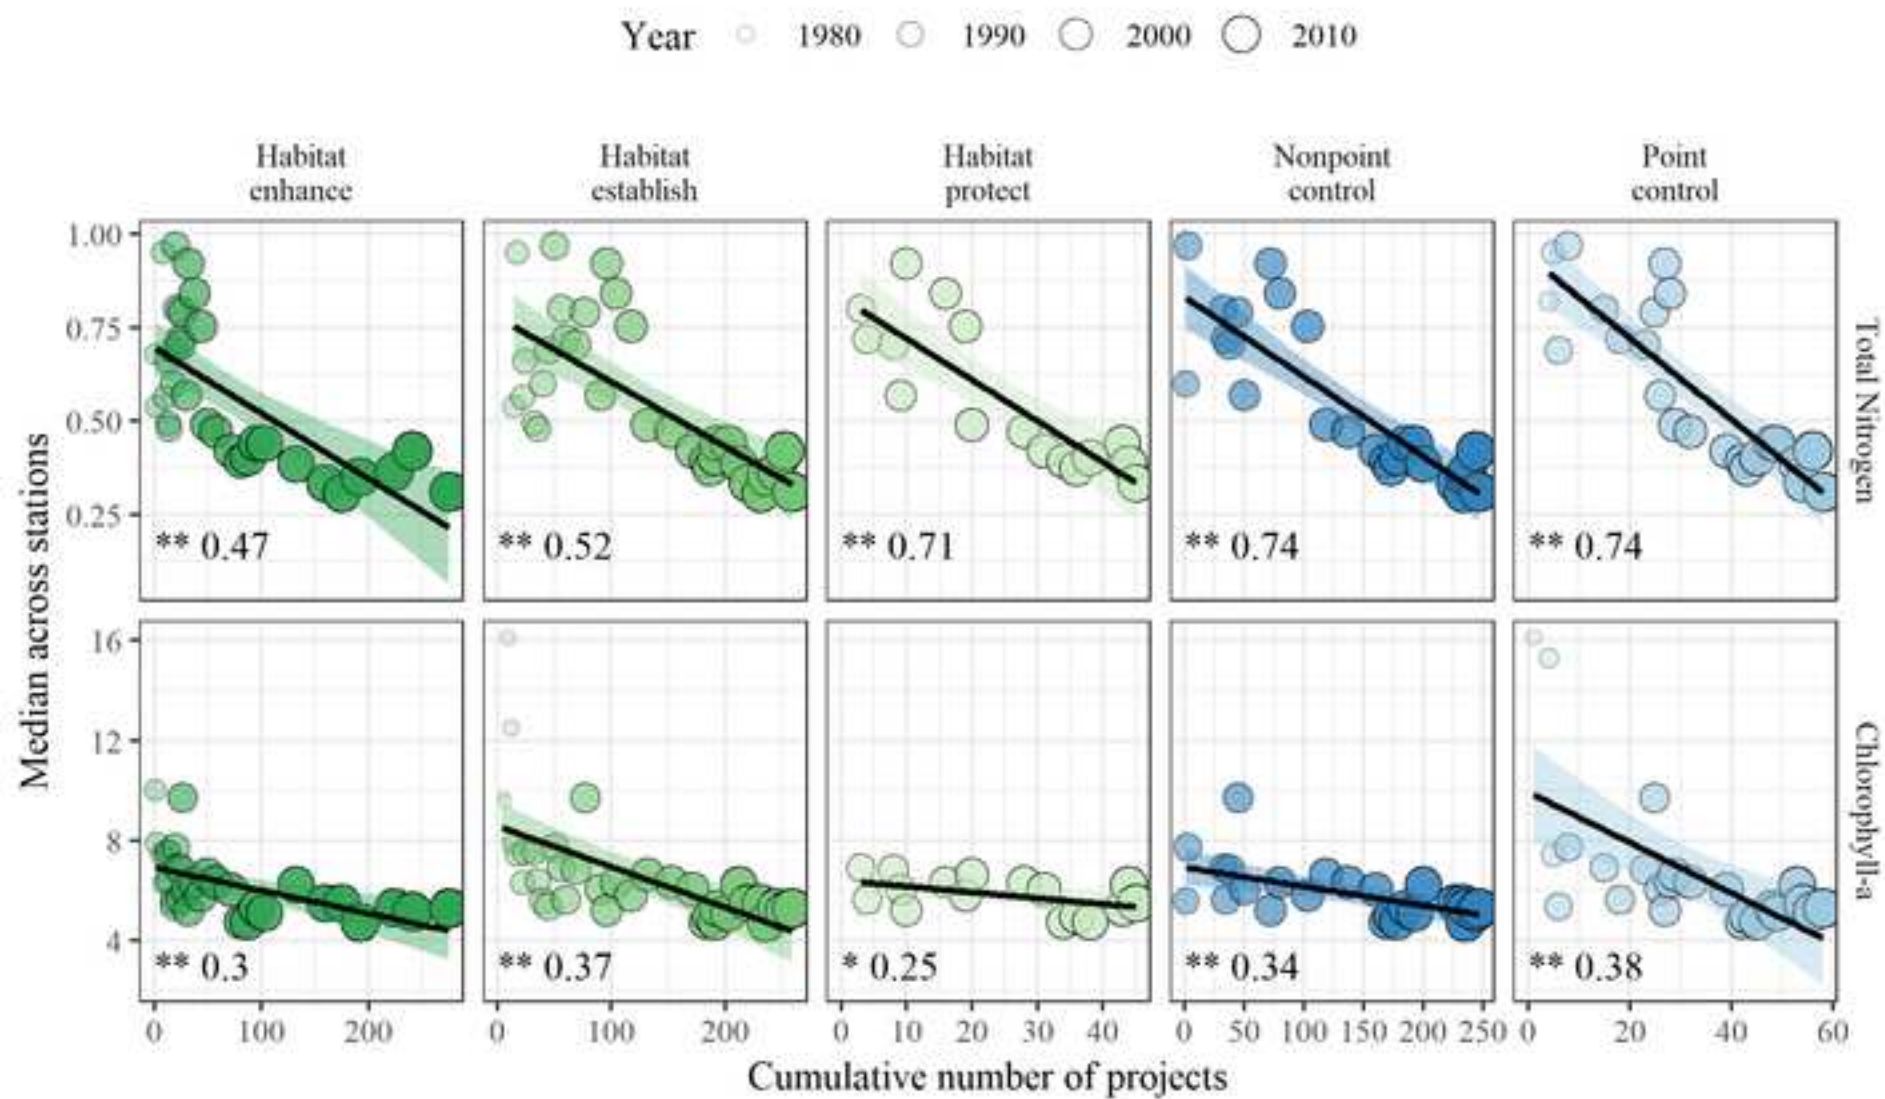 Year 1980 1990 2000 2010
Habitat enhance
Habitat establish
Habitat protect
Nonpoint control
Point control
Median across stations
1.00
0.75
0.50
0.25
** 0.47
** 0.52
** 0.71
** 0.74
** 0.74
Total Nitrogen
16
12
8
4
** 0.3
** 0.37
* 0.25
** 0.34
** 0.38
Chlorophyll-a
0 100 200
0 100 200
0 10 20 30 40
0 50 100 150 200 250
0 20 40 60
Cumulative number of projects